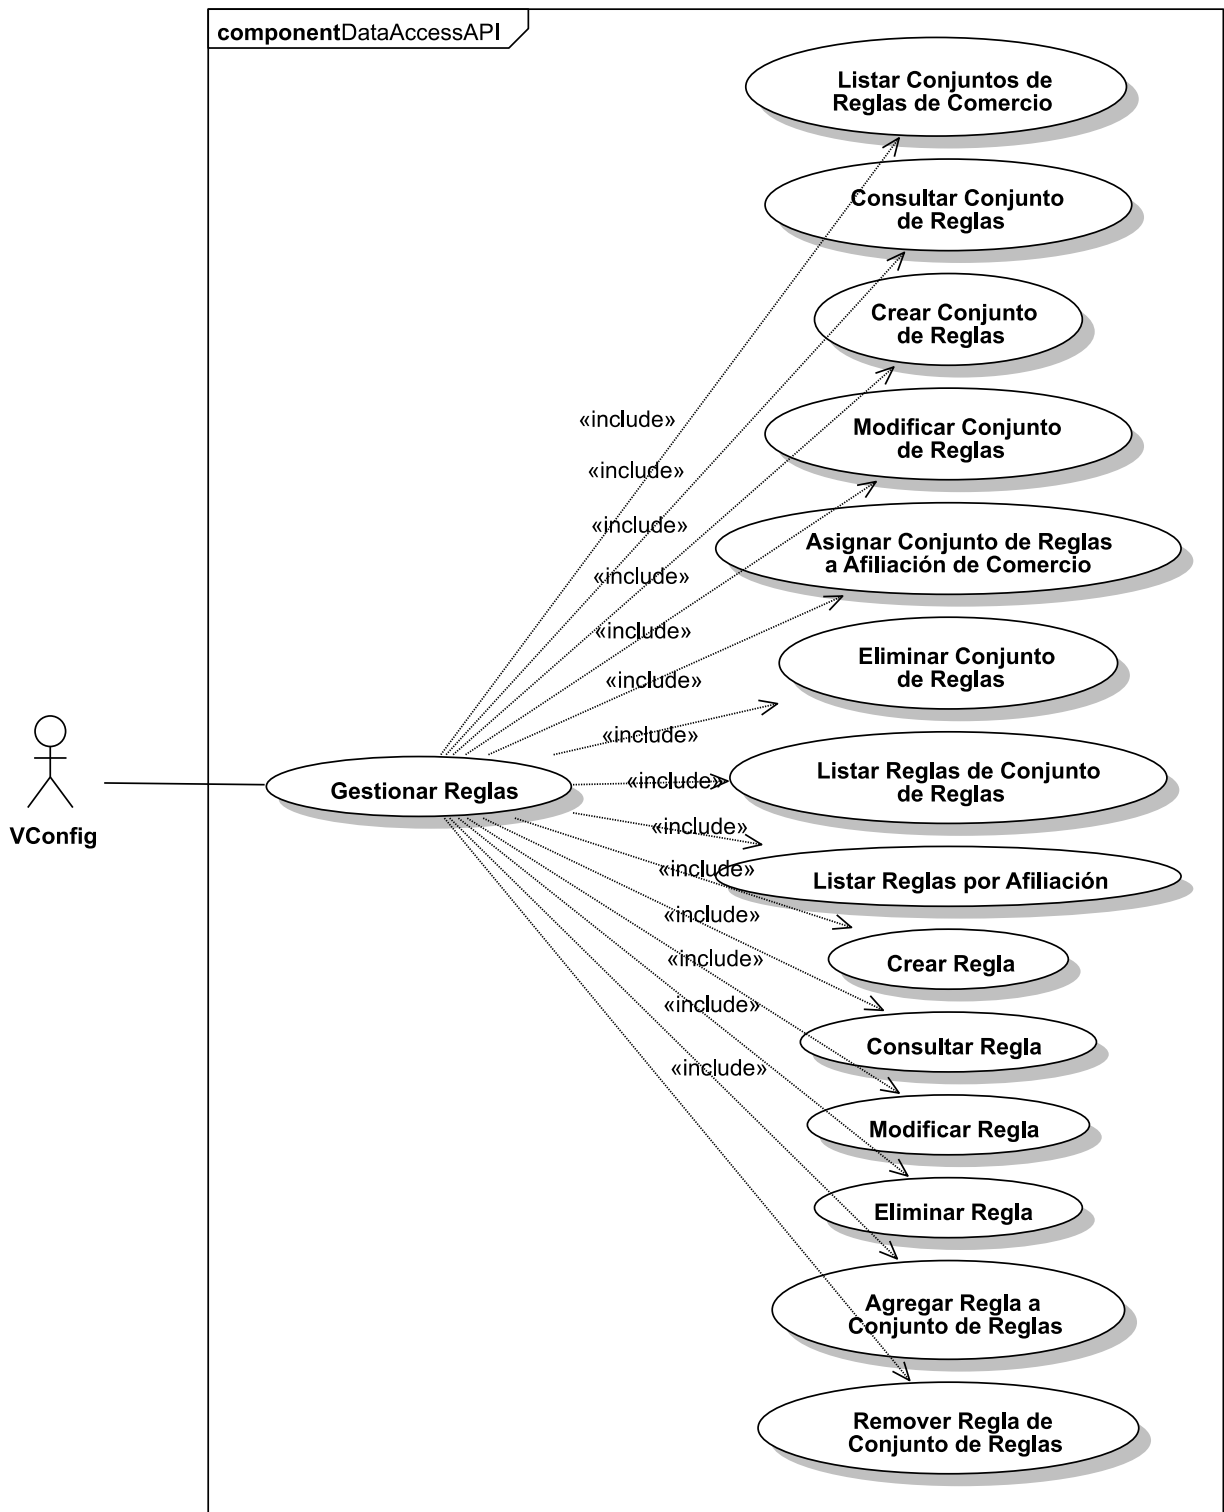 componentDataAccessAPI
Listar Conjuntos de
Reglas de Comercio
Consultar Conjunto
de Reglas
Crear Conjunto
de Reglas
«include»
Modificar Conjunto
de Reglas
«include»
«include»
Asignar Conjunto de Reglas
a Afiliación de Comercio
«include»
«include»
Eliminar Conjunto
de Reglas
«include»
«include»
VConfig
Gestionar Reglas
«include»
Listar Reglas de Conjunto
de Reglas
«include»
«include»
Listar Reglas por Afiliación
«include»
Crear Regla
«include»
«include»
Consultar Regla
«include»
Modificar Regla
Eliminar Regla
Agregar Regla a
Conjunto de Reglas
Remover Regla de
Conjunto de Reglas